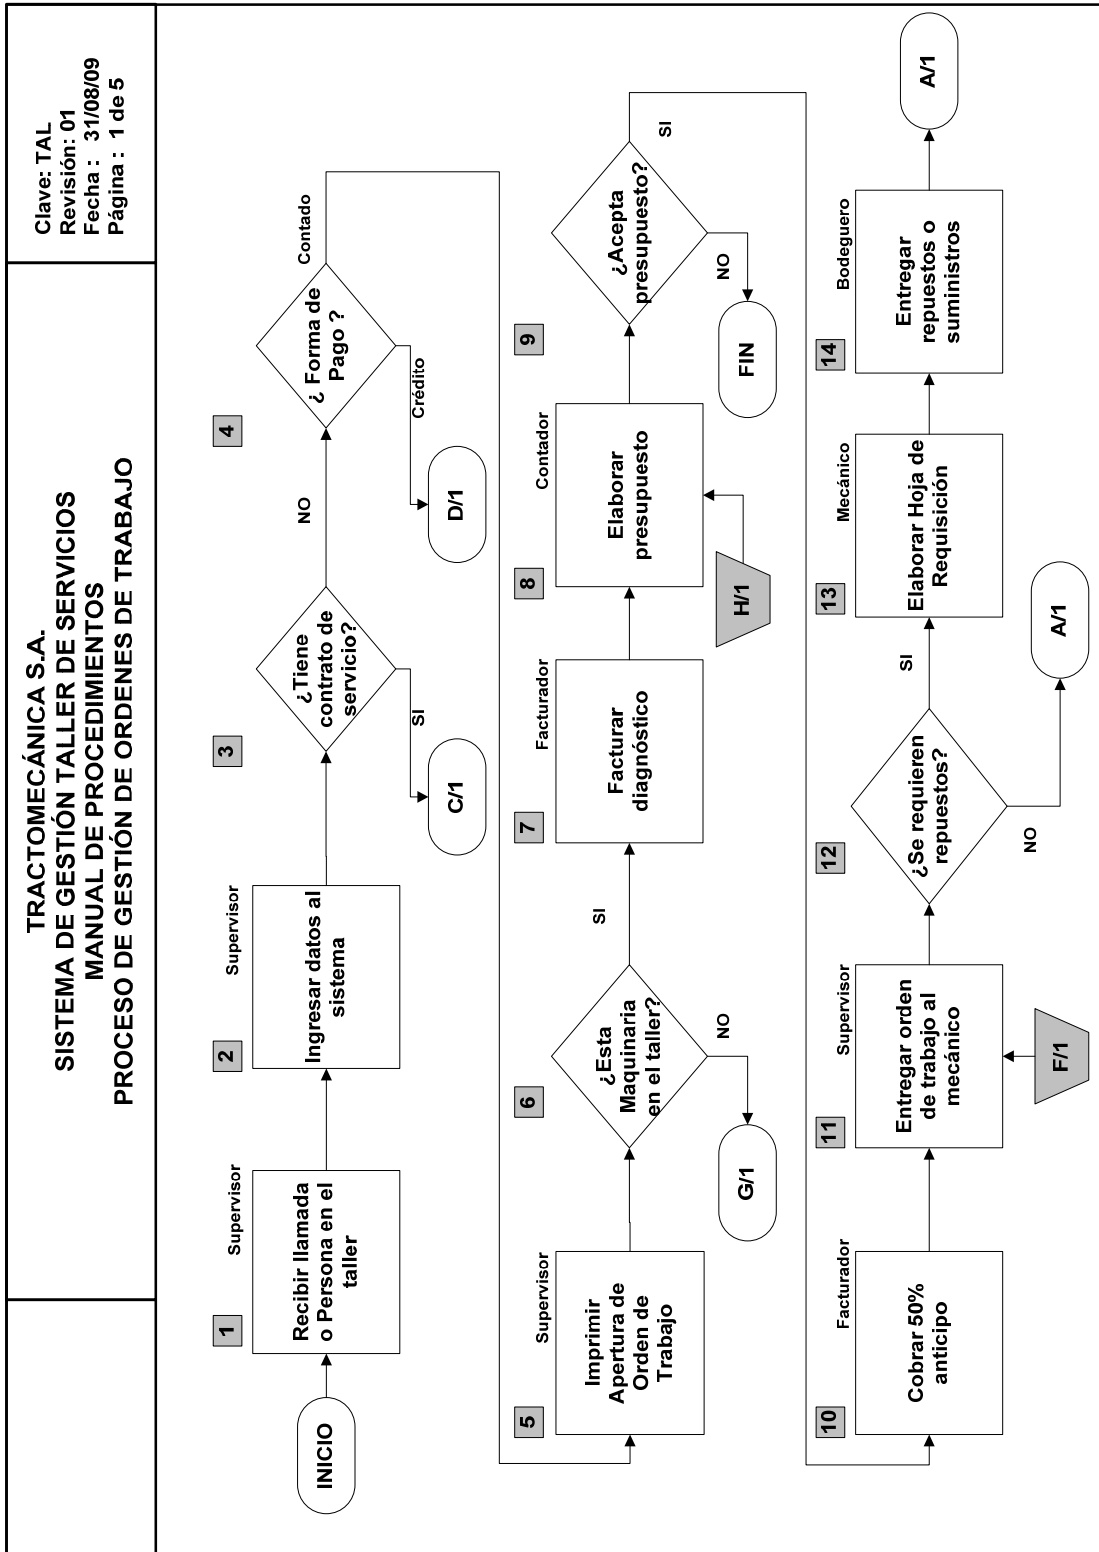 TRACTOMECÁNICA S.A.
SISTEMA DE GESTIÓN TALLER DE SERVICIOS
MANUAL DE PROCEDIMIENTOS
PROCESO DE GESTIÓN DE ORDENES DE TRABAJO
Clave: TAL
Revisión: 01
Fecha : 31/08/09
Página : 1 de 5
INICIO
1
Supervisor
Recibir llamada
o Persona en el
taller
2
Supervisor
Ingresar datos al
sistema
3
¿Tiene
contrato de
servicio?
SI
C/1
NO
4
¿ Forma de
Pago ?
Crédito
D/1
Contado
5
Supervisor
Imprimir
Apertura de
Orden de
Trabajo
6
¿Esta
Maquinaria
en el taller?
NO
G/1
SI
7
Facturador
Facturar
diagnóstico
8
Contador
Elaborar
presupuesto
H/1
9
¿Acepta
presupuesto?
NO
FIN
SI
10
Facturador
Cobrar 50%
anticipo
11
Supervisor
Entregar orden
de trabajo al
mecánico
F/1
12
¿Se requieren
repuestos?
NO
A/1
SI
13
Mecánico
Elaborar Hoja de
Requisición
14
Bodeguero
Entregar
repuestos o
suministros
A/1